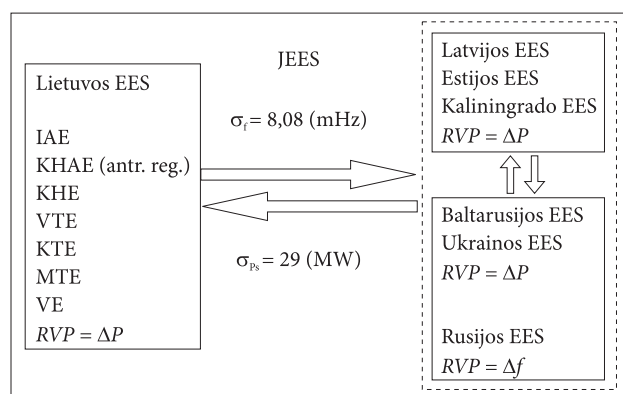 Lietuvos EES
IAE
KHAE (antr. reg.)
KHE
VTE
KTE
MTE
VE
RVP = ΔP
JEES
σf = 8,08 (mHz)
σPs = 29 (MW)
Latvijos EES
Estijos EES
Kaliningrado EES
RVP = ΔP
Baltarusijos EES
Ukrainos EES
RVP = ΔP
Rusijos EES
RVP = Δf